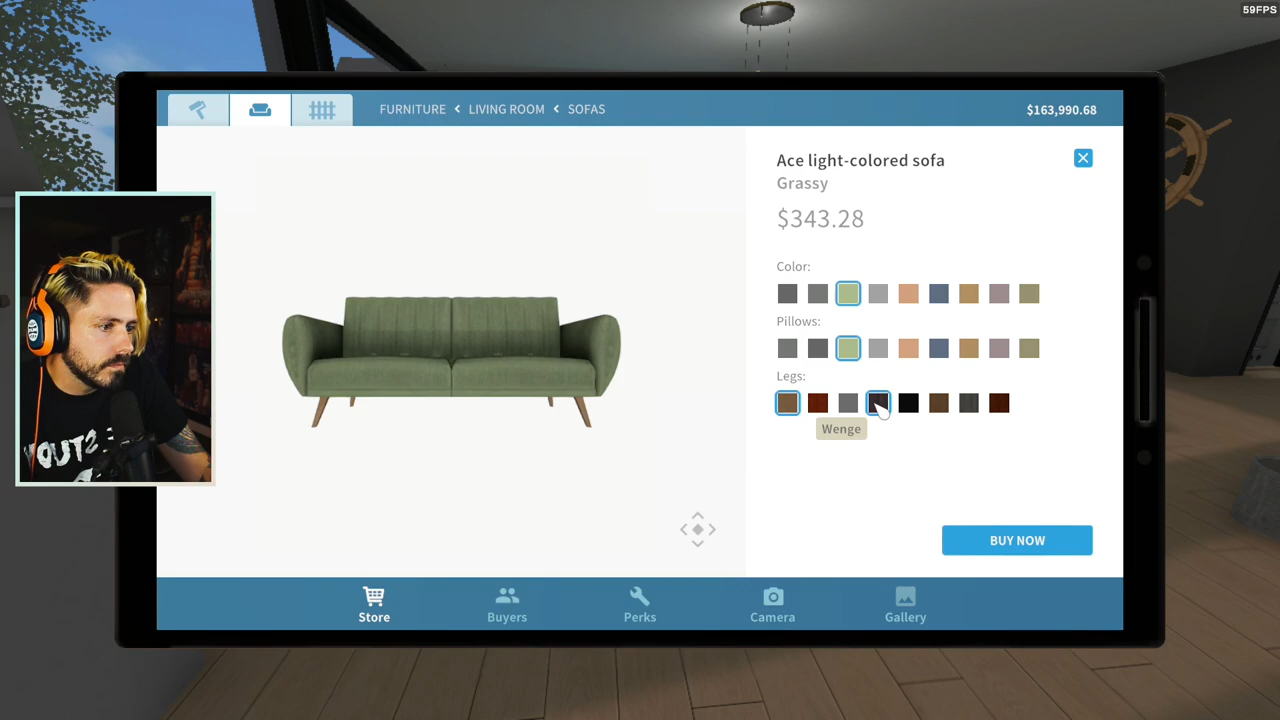 59FPS
FURNITURE < LIVING ROOM < SOFAS
$163,990.68
Ace light-colored sofa
Grassy
$343.28
Color:
Pillows:
Legs:
Wenge
BUY NOW
Store
Buyers
Perks
Camera
Gallery